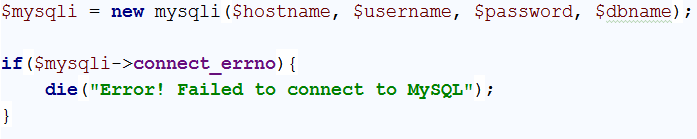 $mysqli = new mysqli($hostname, $username, $password, $dbname);
if($mysqli->connect_errno){
die("Error! Failed to connect to MySQL");
}